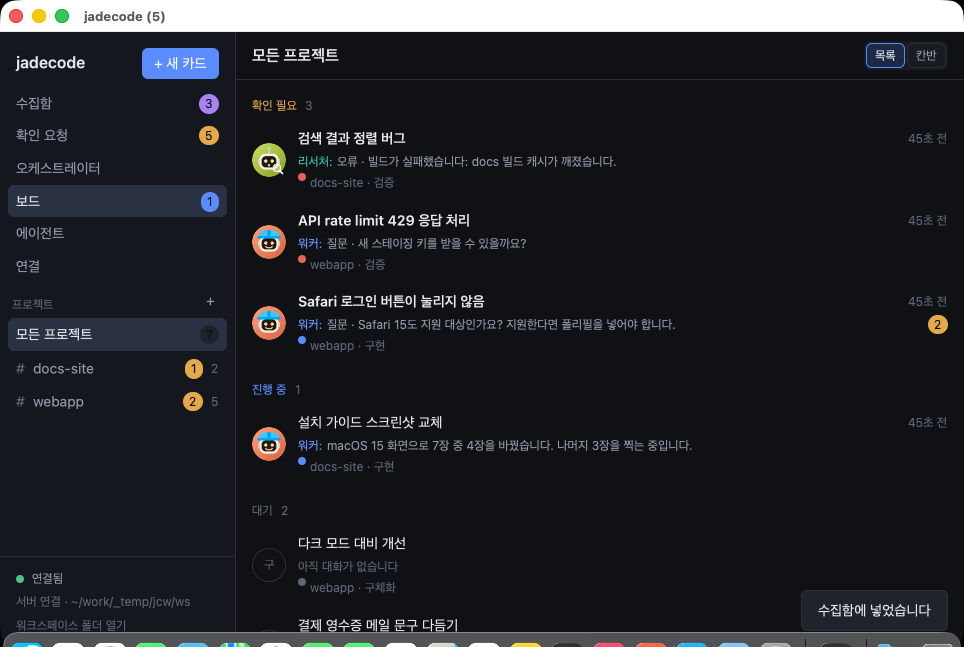 jadecode (5)
jadecode
+ 새 카드
수집함 3
확인 요청 5
오케스트레이터
보드 1
에이전트
연결
프로젝트 +
모든 프로젝트 7
# docs-site 1 2
# webapp 2 5
연결됨
서버 연결 · ~/work/_temp/jcw/ws
워크스페이스 폴더 열기
모든 프로젝트
목록 칸반
확인 필요 3
검색 결과 정렬 버그 45초 전
리서처: 오류 · 빌드가 실패했습니다: docs 빌드 캐시가 깨졌습니다.
docs-site · 검증
API rate limit 429 응답 처리 45초 전
워커: 질문 · 새 스테이징 키를 받을 수 있을까요?
webapp · 검증
Safari 로그인 버튼이 눌리지 않음 45초 전
워커: 질문 · Safari 15도 지원 대상인가요? 지원한다면 폴리필을 넣어야 합니다. 2
webapp · 구현
진행 중 1
설치 가이드 스크린샷 교체 45초 전
워커: macOS 15 화면으로 7장 중 4장을 바꿨습니다. 나머지 3장을 찍는 중입니다.
docs-site · 구현
대기 2
다크 모드 대비 개선
구 아직 대화가 없습니다
webapp · 구체화
결제 영수증 메일 문구 다듬기
수집함에 넣었습니다